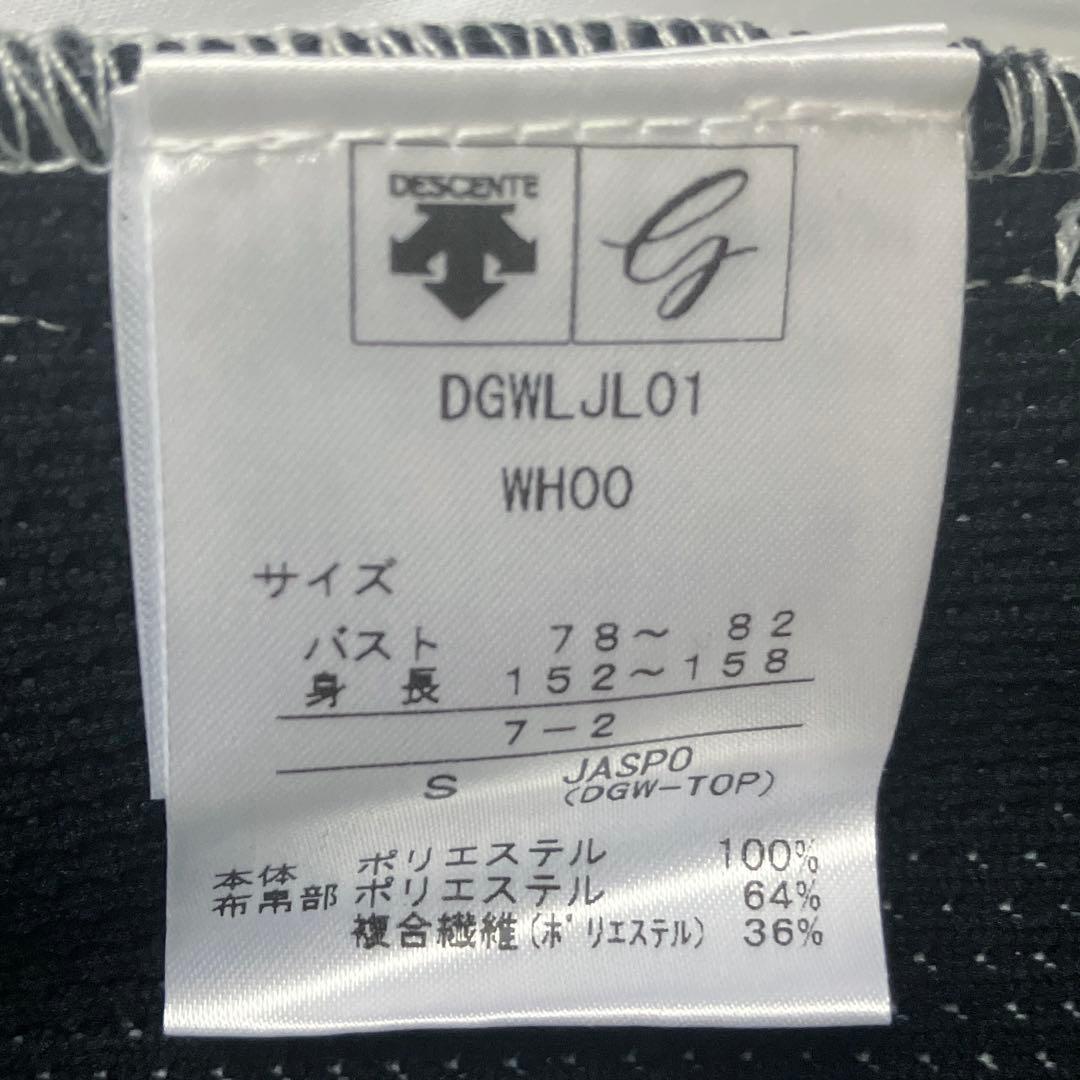 DESCENTE
G
DGWLJL01
WH00
サイズ
バスト 78～ 82
身 長 152～158
7－2
S JASPO
(DGW-TOP)
本体 ポリエステル 100%
布帛部 ポリエステル 64%
複合繊維(ﾎﾟﾘｴｽﾃﾙ) 36%